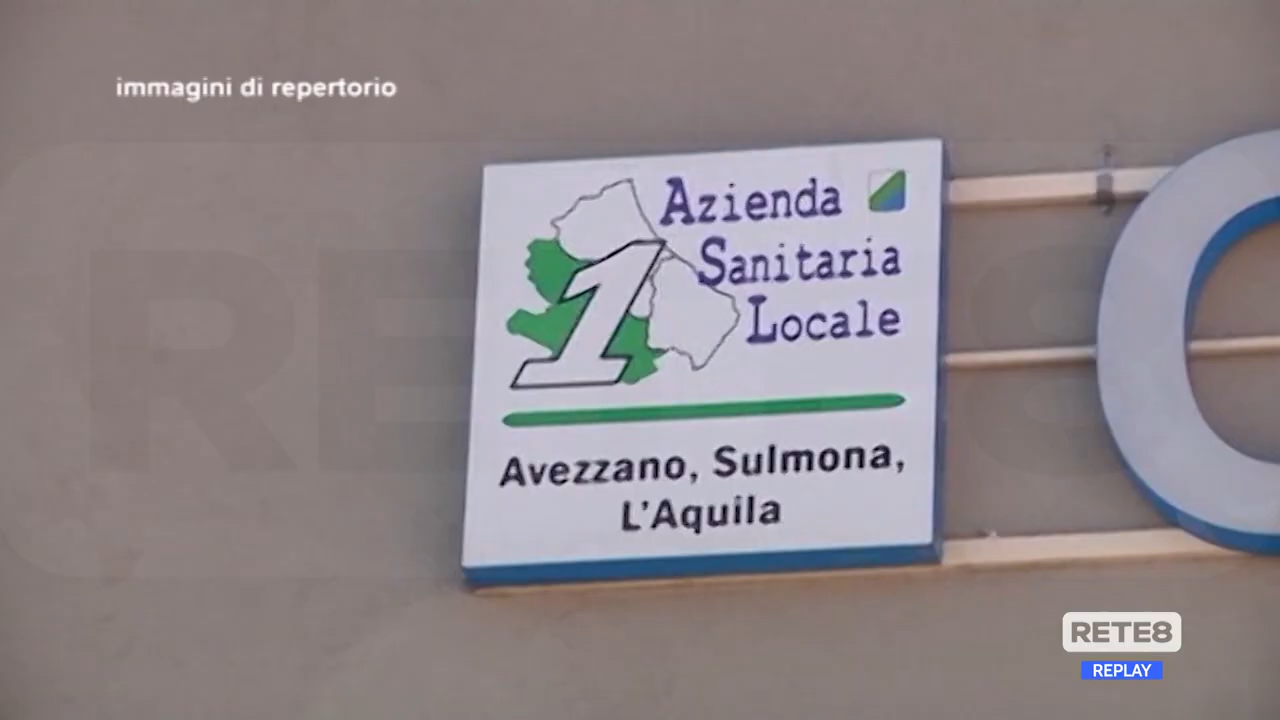 immagini di repertorio
Azienda
Sanitaria
Locale
1
Avezzano, Sulmona,
L'Aquila
RETE8
REPLAY